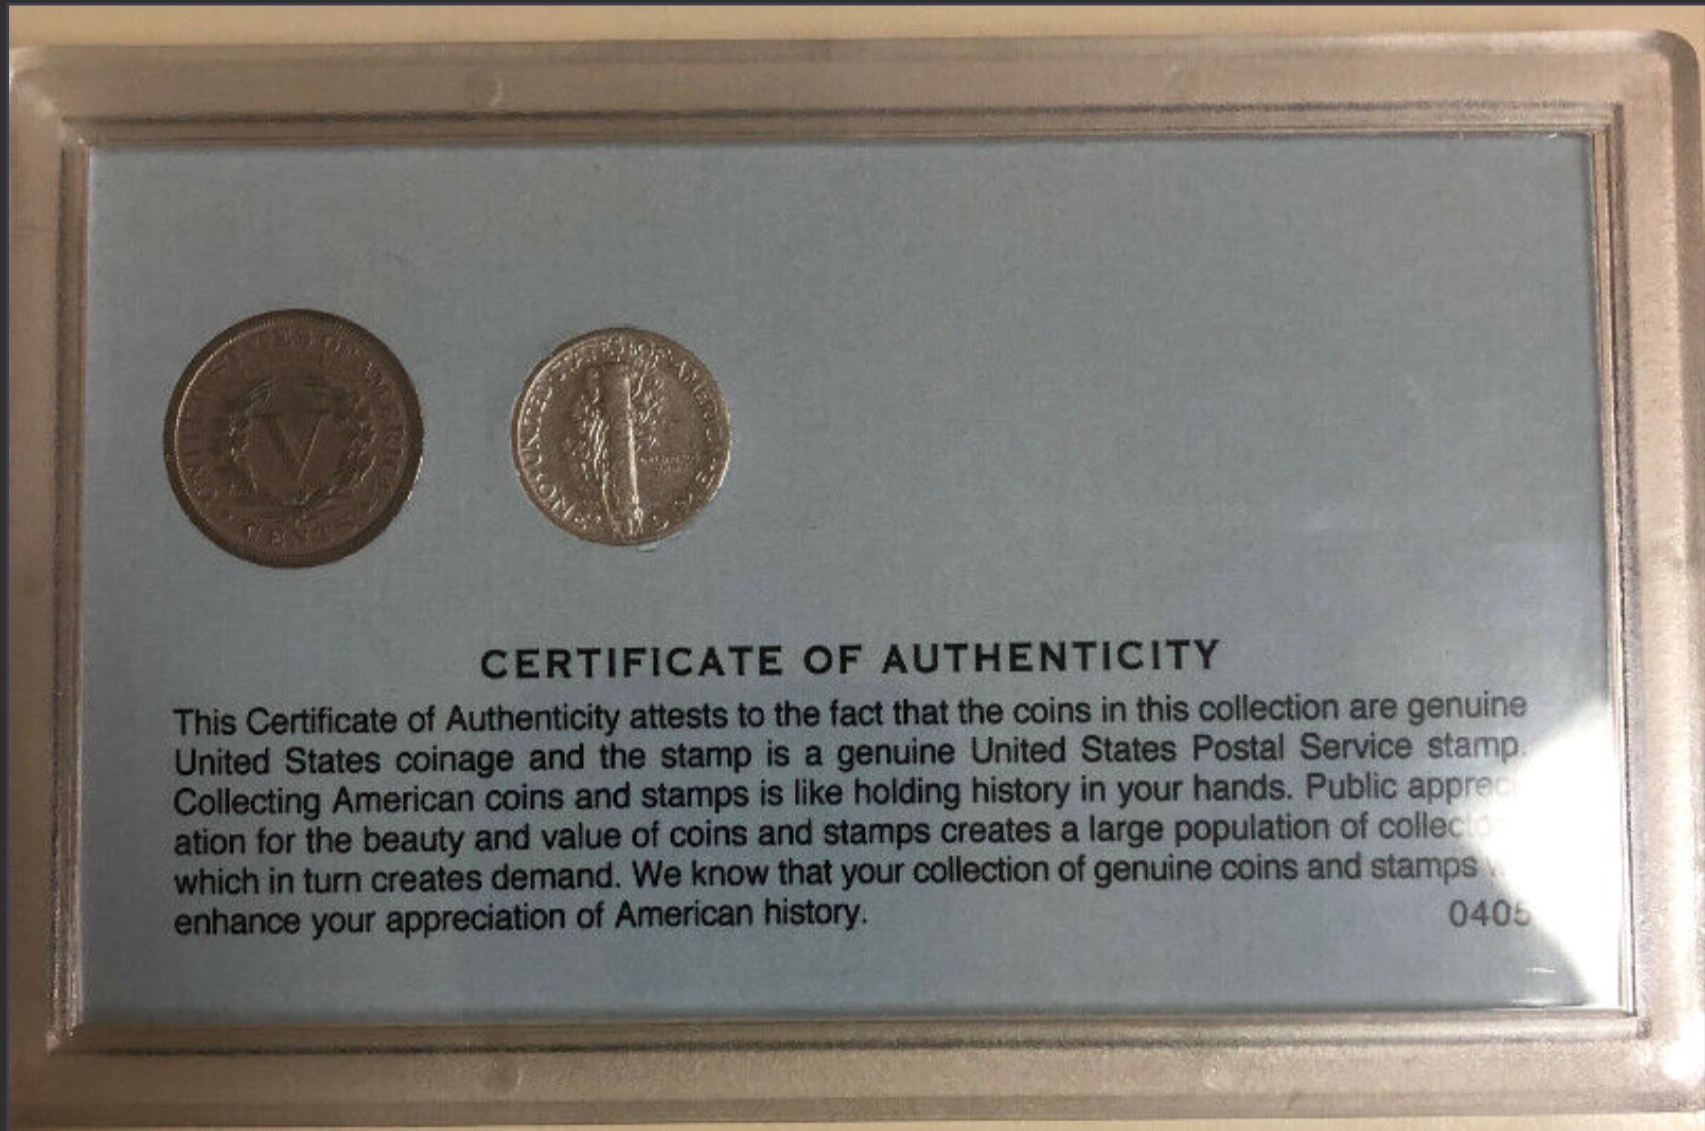 V
CENTS
STATES OF AMERICA
CERTIFICATE OF AUTHENTICITY
This Certificate of Authenticity attests to the fact that the coins in this collection are genuine
United States coinage and the stamp is a genuine United States Postal Service stamp.
Collecting American coins and stamps is like holding history in your hands. Public
ation for the beauty and value of coins and stamps creates a large population of
which in turn creates demand. We know that your collection of genuine coins and stamps
enhance your appreciation of American history.
0405